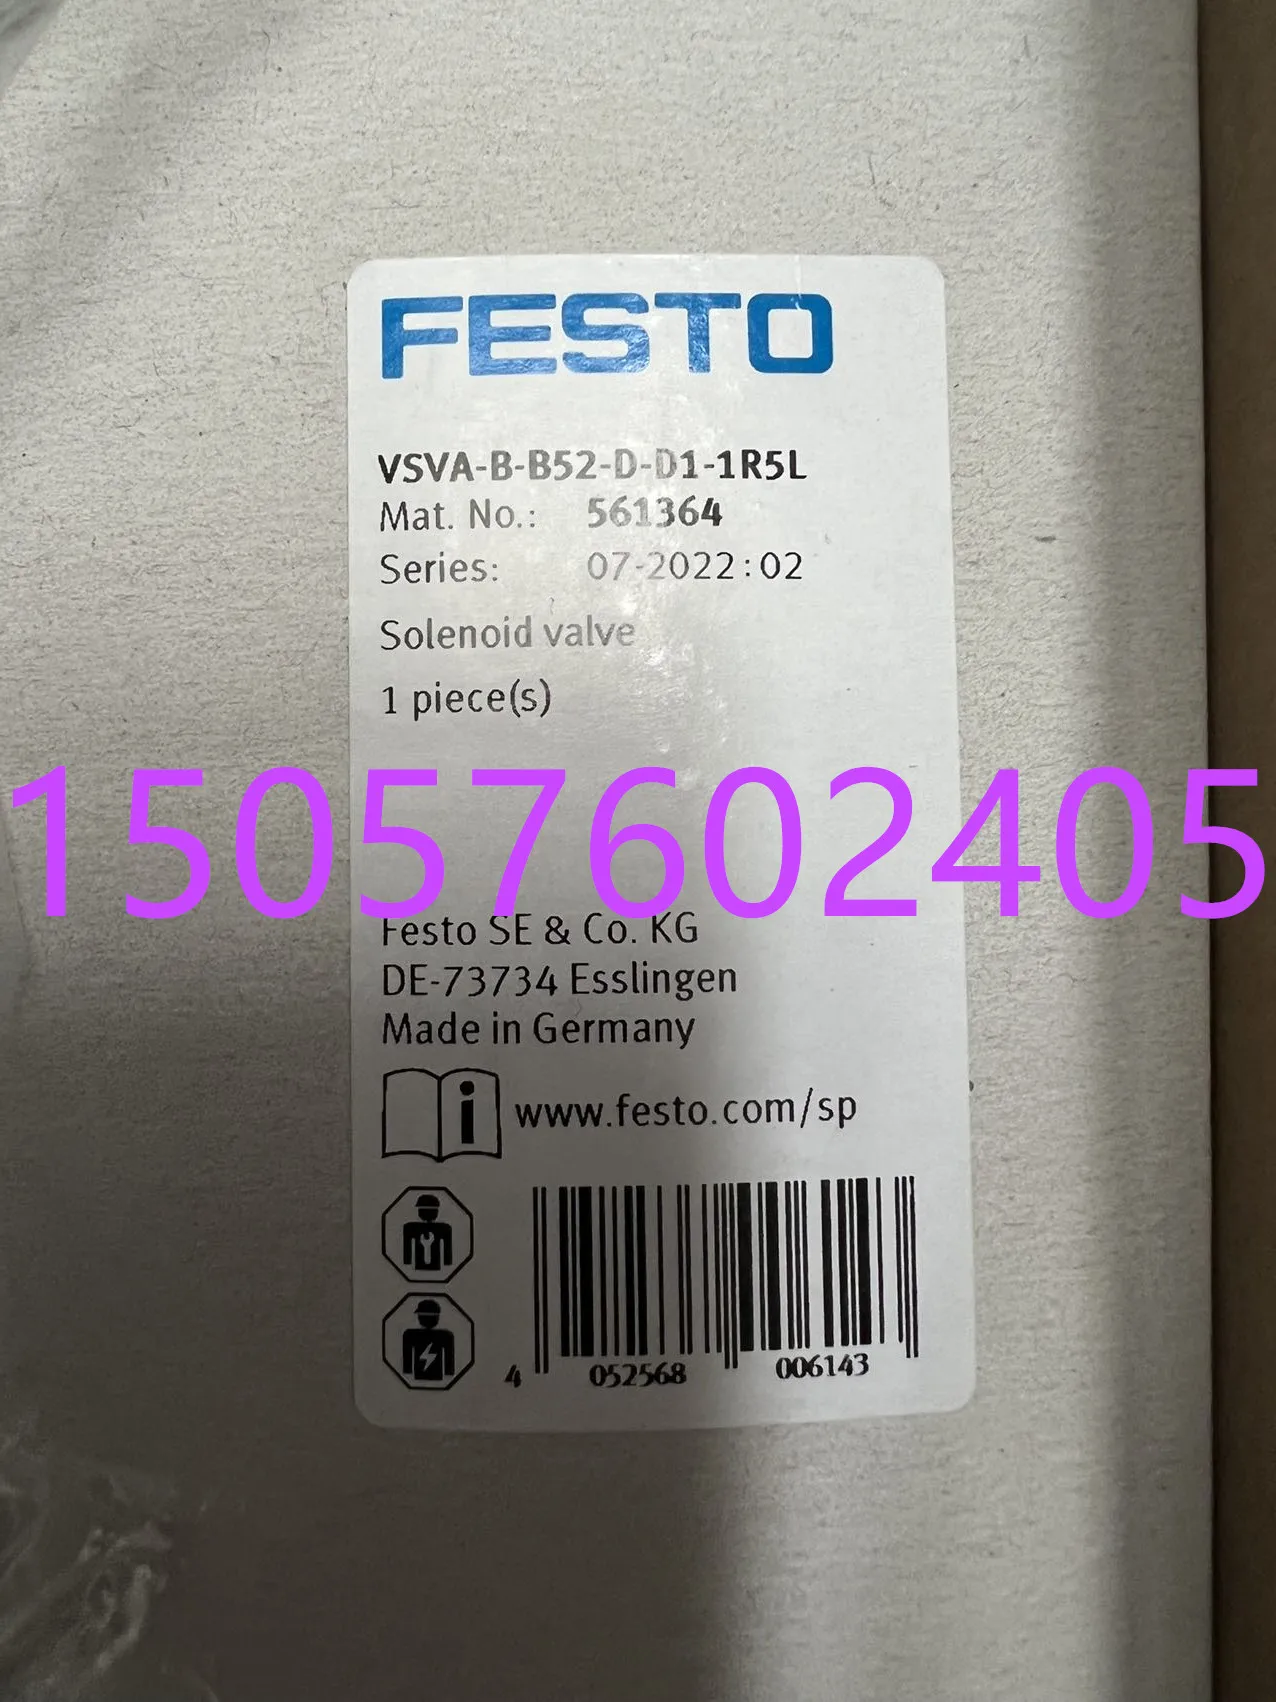 FESTO
VSVA-B-B52-D-D1-1R5L
Mat. No.: 561364
Series: 07-2022:02
Solenoid valve
1 piece(s)
15057602405
Festo SE & Co. KG
DE-73734 Esslingen
Made in Germany
i www.festo.com/sp
4 052568 006143